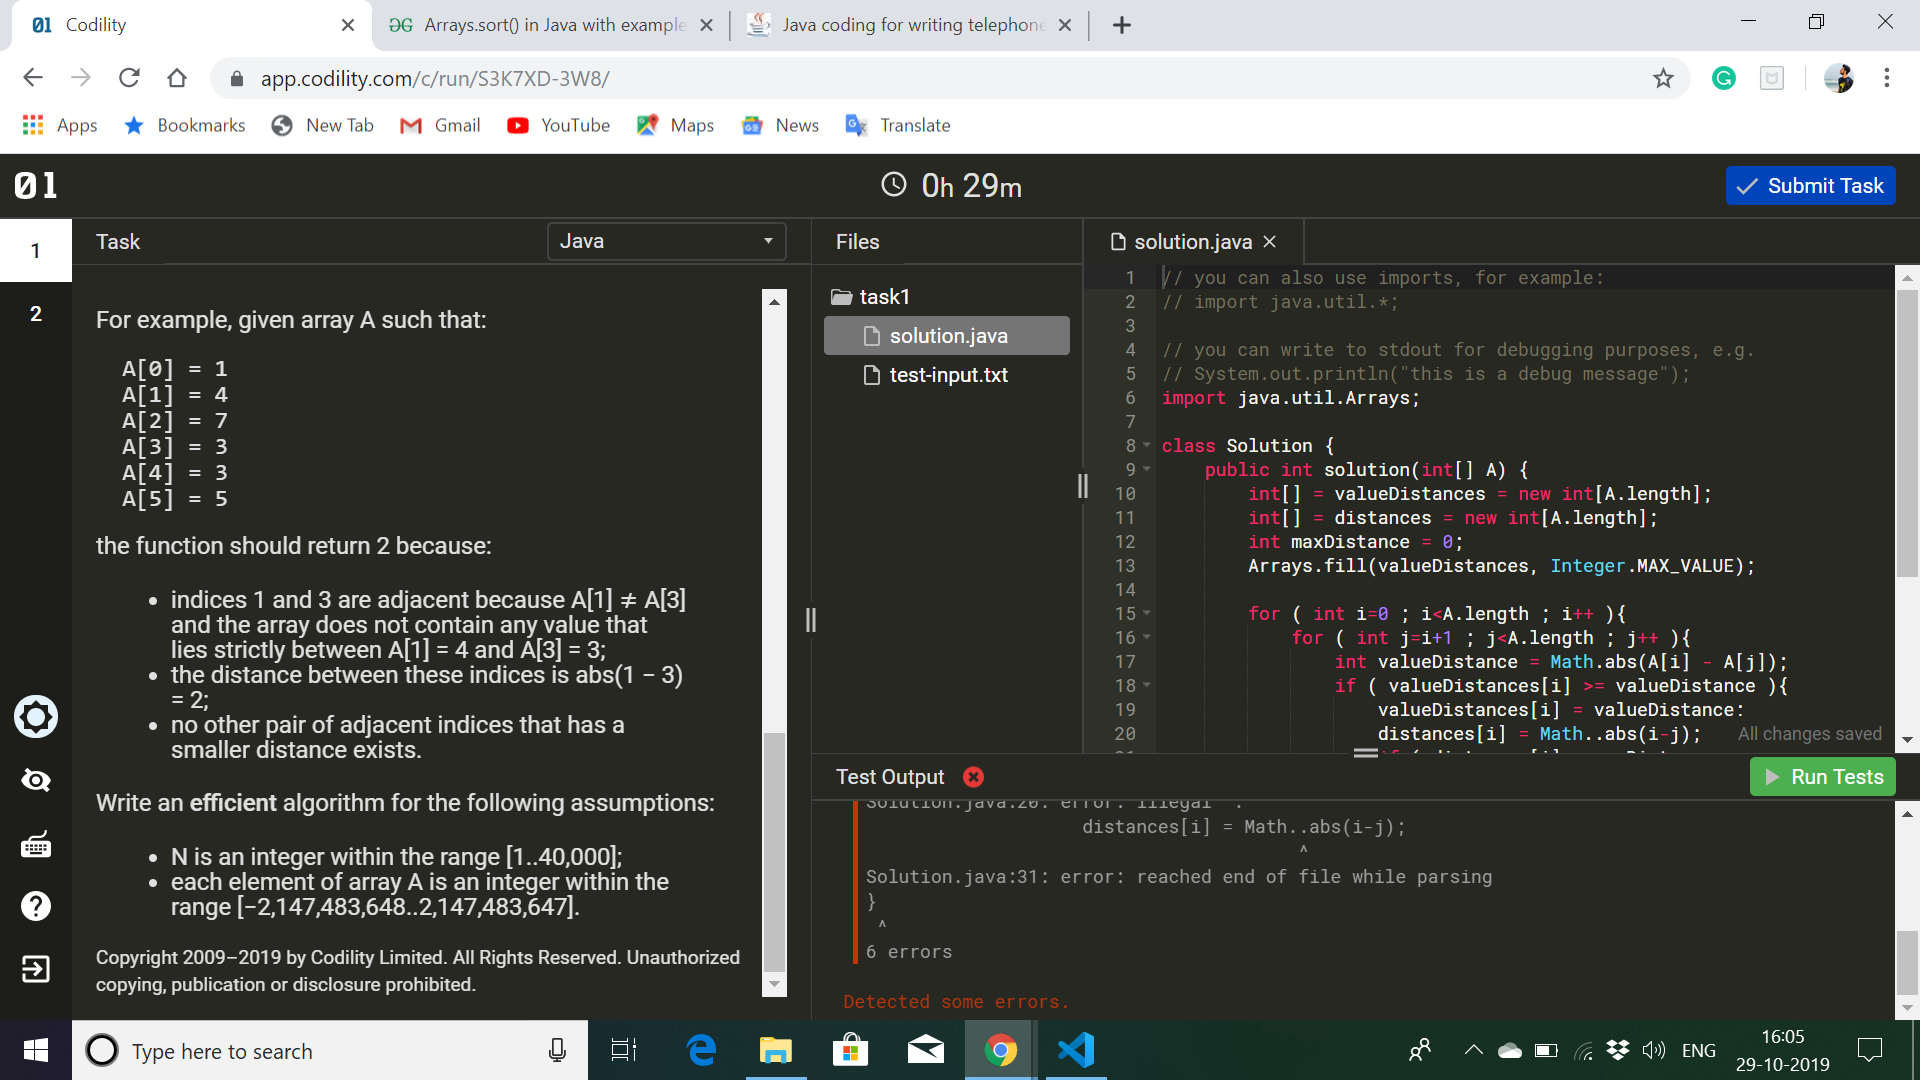 01 Codility
Arrays.sort() in Java with example
Java coding for writing telephone
app.codility.com/c/run/S3K7XD-3W8/
Apps Bookmarks New Tab Gmail YouTube Maps News Translate
01
0h 29m
Submit Task
1
2
Task
Java
For example, given array A such that:
A[0] = 1
A[1] = 4
A[2] = 7
A[3] = 3
A[4] = 3
A[5] = 5
the function should return 2 because:
• indices 1 and 3 are adjacent because A[1] ≠ A[3]
and the array does not contain any value that
lies strictly between A[1] = 4 and A[3] = 3;
• the distance between these indices is abs(1 − 3)
= 2;
• no other pair of adjacent indices that has a
smaller distance exists.
Write an efficient algorithm for the following assumptions:
• N is an integer within the range [1..40,000];
• each element of array A is an integer within the
range [−2,147,483,648..2,147,483,647].
Copyright 2009–2019 by Codility Limited. All Rights Reserved. Unauthorized
copying, publication or disclosure prohibited.
Files
task1
solution.java
test-input.txt
solution.java
1 // you can also use imports, for example:
2 // import java.util.*;
3
4 // you can write to stdout for debugging purposes, e.g.
5 // System.out.println("this is a debug message");
6 import java.util.Arrays;
7
8 class Solution {
9 public int solution(int[] A) {
10 int[] = valueDistances = new int[A.length];
11 int[] = distances = new int[A.length];
12 int maxDistance = 0;
13 Arrays.fill(valueDistances, Integer.MAX_VALUE);
14
15 for ( int i=0 ; i<A.length ; i++ ){
16 for ( int j=i+1 ; j<A.length ; j++ ){
17 int valueDistance = Math.abs(A[i] - A[j]);
18 if ( valueDistances[i] >= valueDistance ){
19 valueDistances[i] = valueDistance:
20 distances[i] = Math..abs(i-j);
All changes saved
Test Output
Run Tests
Solution.java:20: error: illegal '.'
distances[i] = Math..abs(i-j);
^
Solution.java:31: error: reached end of file while parsing
}
^
6 errors
Detected some errors.
Type here to search
ENG
16:05
29-10-2019